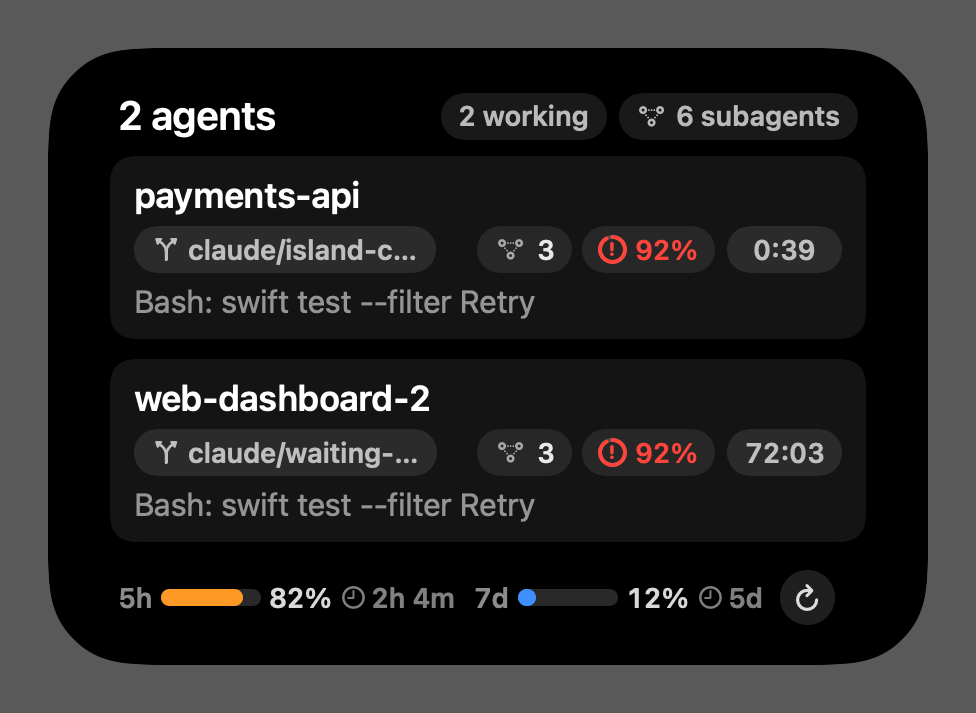 2 agents 2 working 6 subagents
payments-api
claude/island-c... 3 92% 0:39
Bash: swift test --filter Retry
web-dashboard-2
claude/waiting-... 3 92% 72:03
Bash: swift test --filter Retry
5h 82% 2h 4m 7d 12% 5d